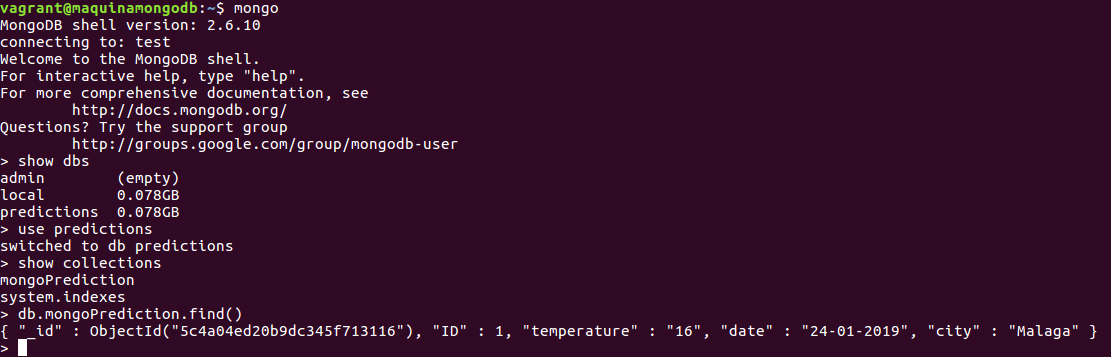 vagrant@maquinamongodb:~$ mongo
MongoDB shell version: 2.6.10
connecting to: test
Welcome to the MongoDB shell.
For interactive help, type "help".
For more comprehensive documentation, see
        http://docs.mongodb.org/
Questions? Try the support group
        http://groups.google.com/group/mongodb-user
> show dbs
admin        (empty)
local        0.078GB
predictions  0.078GB
> use predictions
switched to db predictions
> show collections
mongoPrediction
system.indexes
> db.mongoPrediction.find()
{ "_id" : ObjectId("5c4a04ed20b9dc345f713116"), "ID" : 1, "temperature" : "16", "date" : "24-01-2019", "city" : "Malaga" }
>